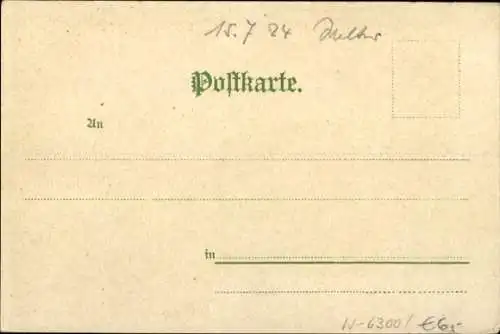 15.7 24
Postkarte.
An
in
N-6300/ €6,-